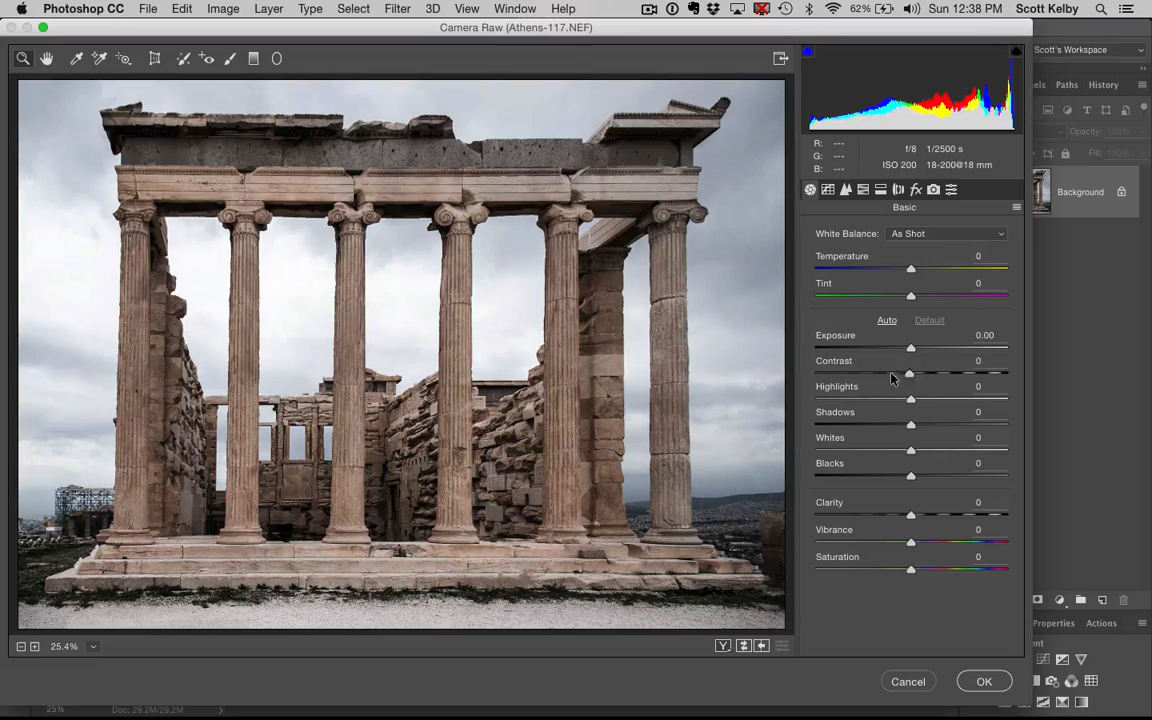 Photoshop CC File Edit Image Layer Type Select Filter 3D View Window Help 62% Sun 12:38 PM Scott Kelby
Camera Raw (Athens-117.NEF)
Scott's Workspace
Paths History
Opacity: 100%
Fill: 100%
Background
R: ---
G: ---
B: ---
f/8 1/2500 s
ISO 200 18-200@18 mm
fx
Basic
White Balance: As Shot
Temperature 0
Tint 0
Auto Default
Exposure 0.00
Contrast 0
Highlights 0
Shadows 0
Whites 0
Blacks 0
Clarity 0
Vibrance 0
Saturation 0
Properties Actions
25.4%
Y
Cancel OK
25% Doc: 29.2M/29.2M